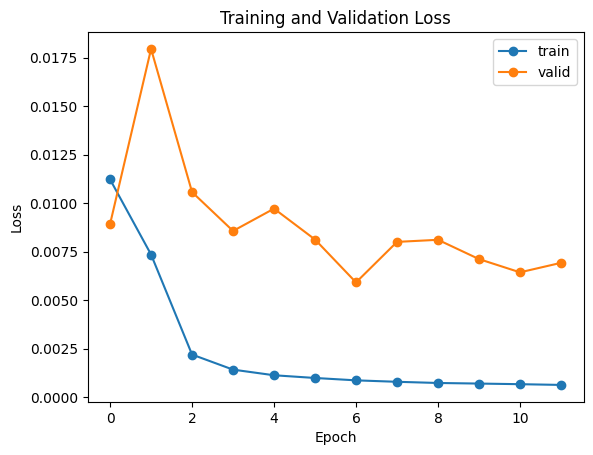 Training and Validation Loss
train
valid
0.0175
0.0150
0.0125
0.0100
0.0075
0.0050
0.0025
0.0000
Loss
0 2 4 6 8 10
Epoch